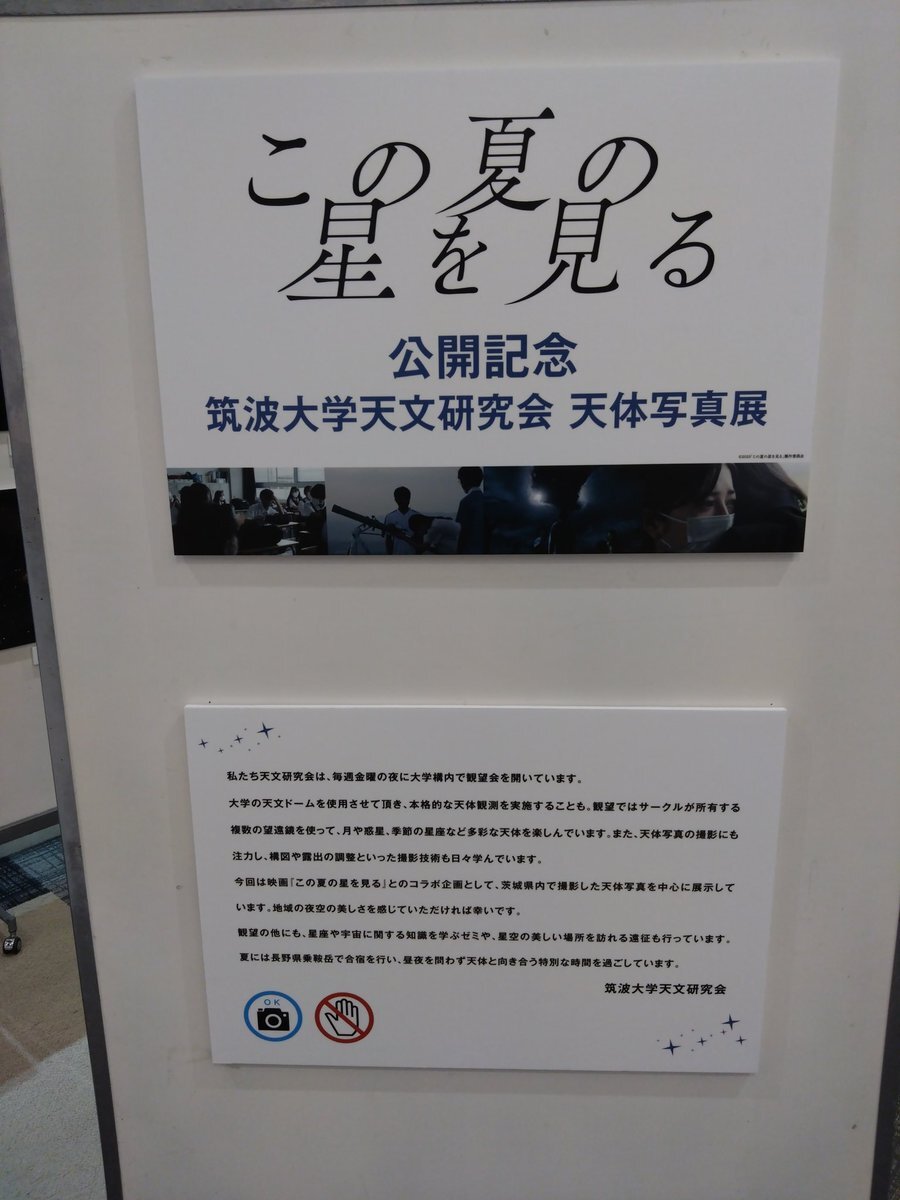 この夏の
星を見る
公開記念
筑波大学天文研究会 天体写真展
©2025「この夏の星を見る」製作委員会
私たち天文研究会は、毎週金曜の夜に大学構内で観望会を開いています。
大学の天文ドームを使用させて頂き、本格的な天体観測を実施することも。観望ではサークルが所有する
複数の望遠鏡を使って、月や惑星、季節の星座など多彩な天体を楽しんでいます。また、天体写真の撮影にも
注力し、構図や露出の調整といった撮影技術も日々学んでいます。
今回は映画『この夏の星を見る』とのコラボ企画として、茨城県内で撮影した天体写真を中心に展示して
います。地域の夜空の美しさを感じていただければ幸いです。
観望の他にも、星座や宇宙に関する知識を学ぶゼミや、星空の美しい場所を訪れる遠征も行っています。
夏には長野県乗鞍岳で合宿を行い、昼夜を問わず天体と向き合う特別な時間を過ごしています。
筑波大学天文研究会
OK